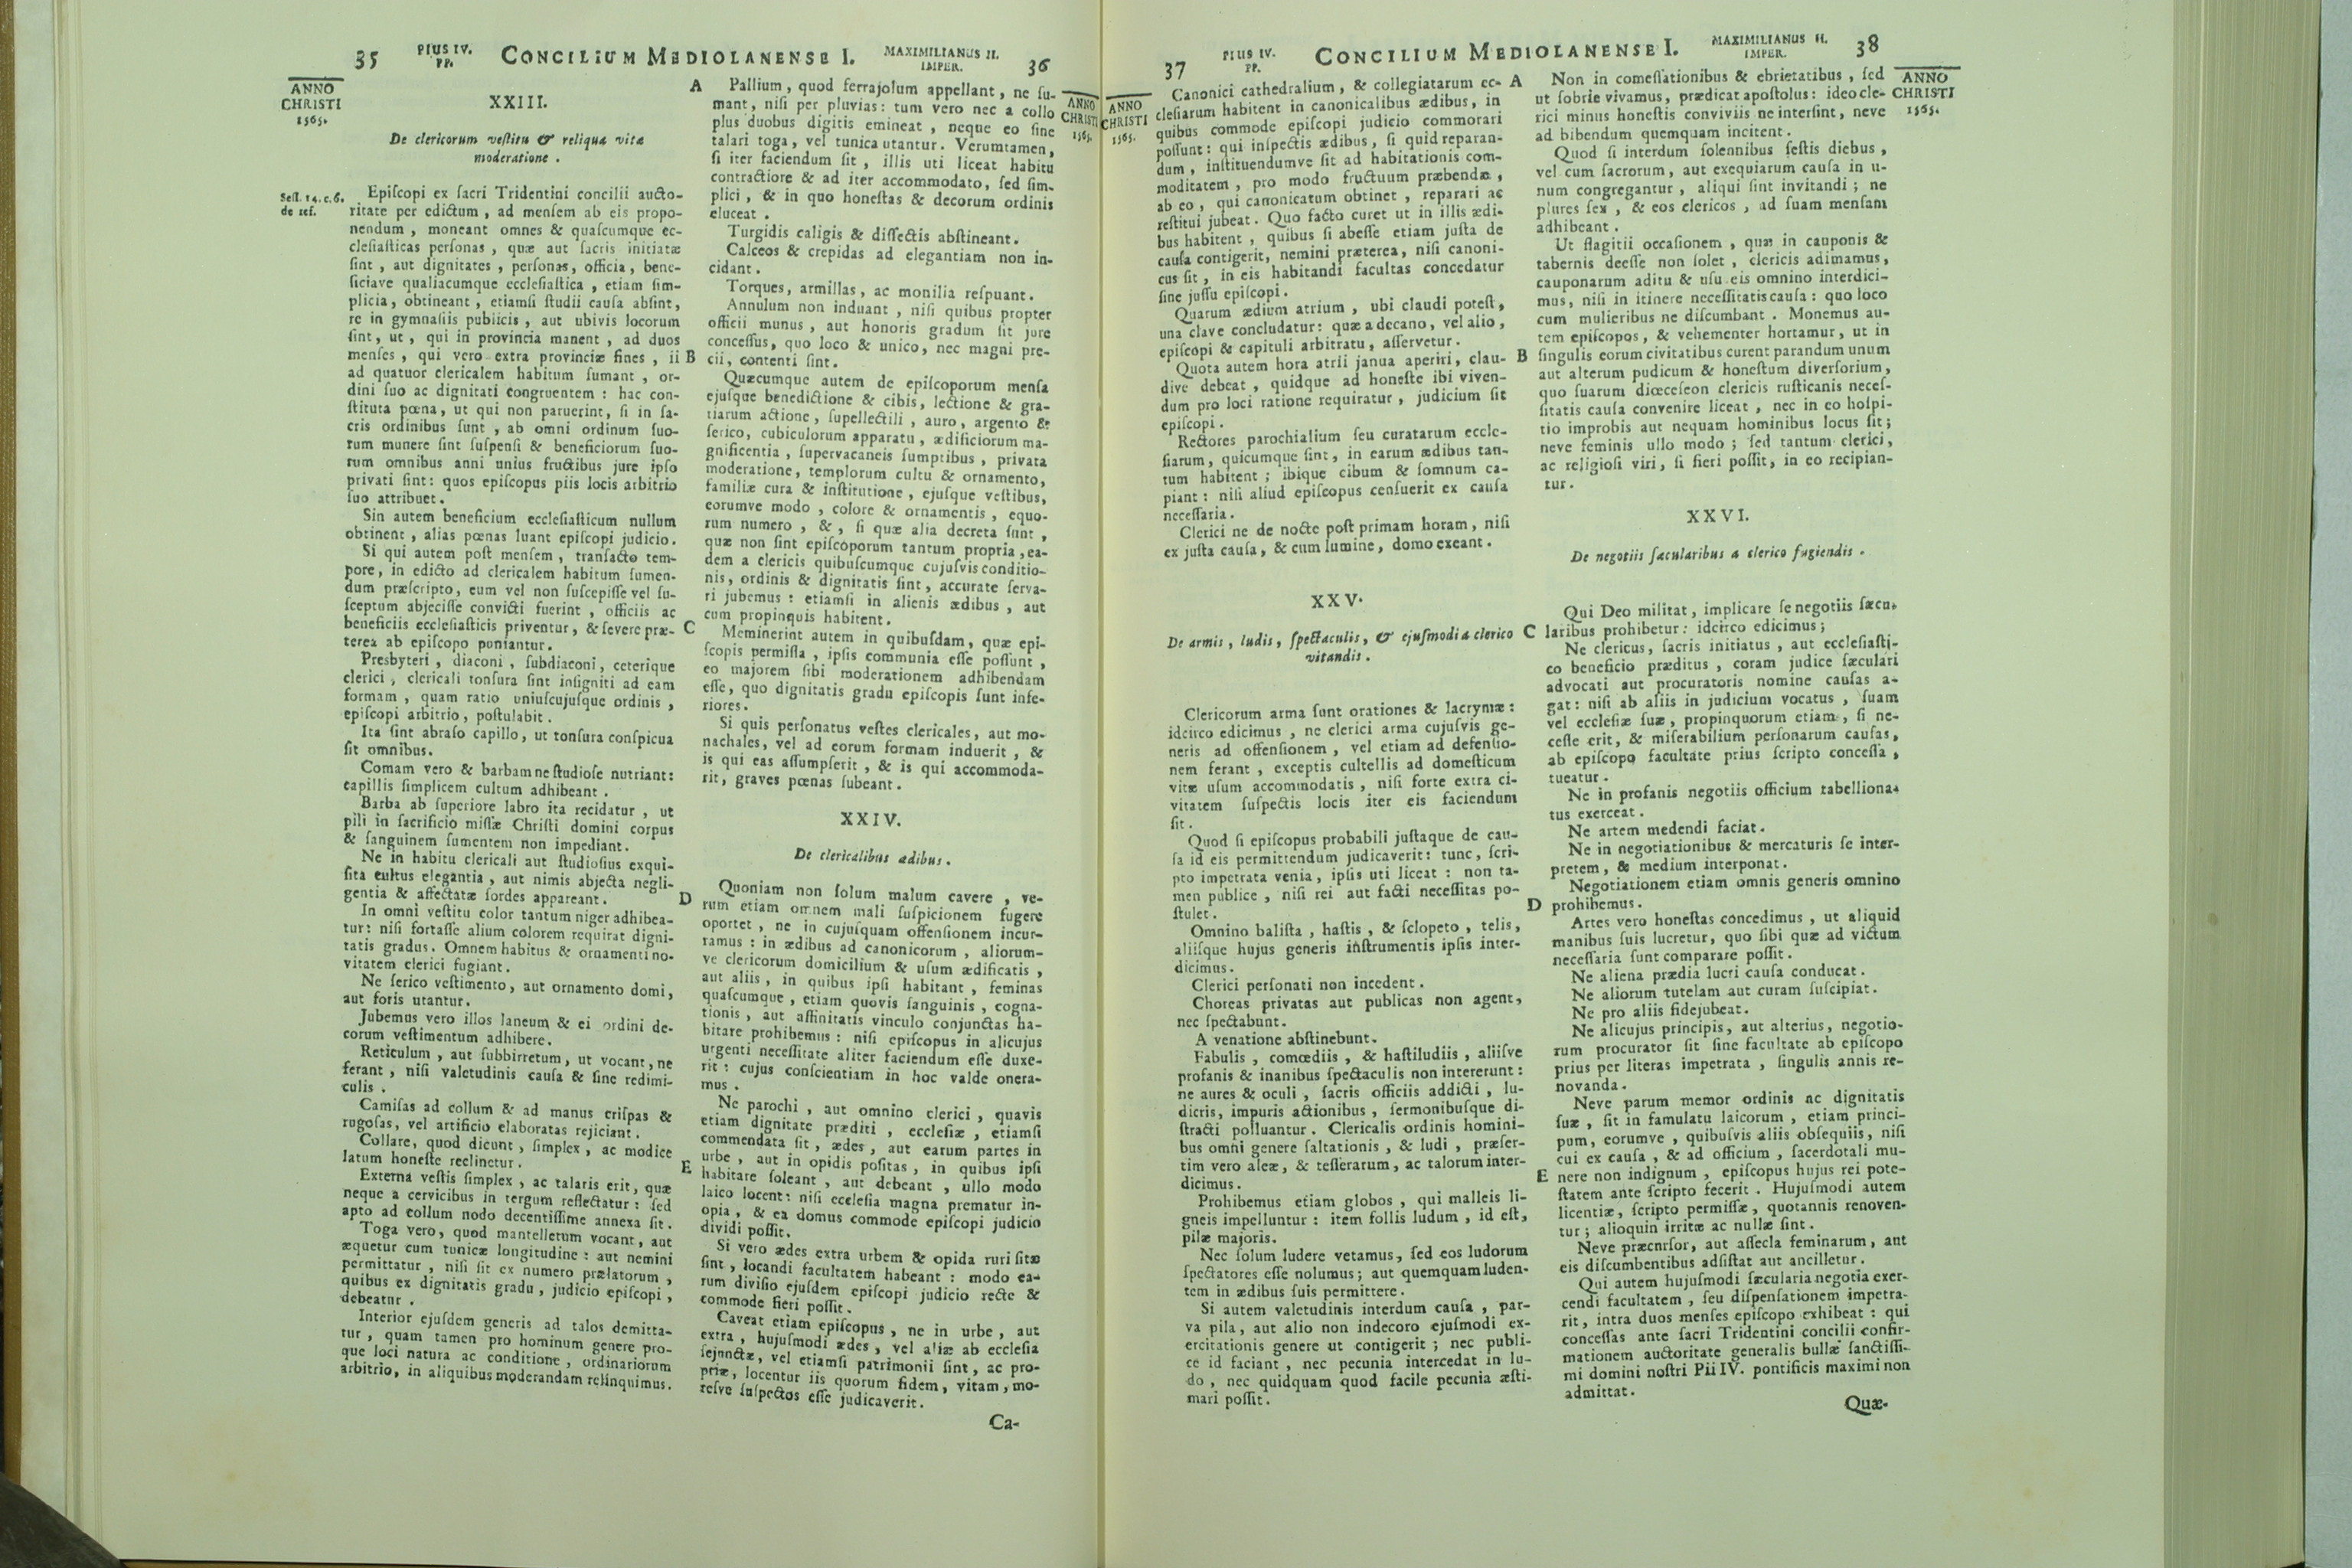 35 PIUS IV. PP. CONCILIUM MEDIOLANENSE I. MAXIMILIANUS II. IMPER. 36
ANNO
CHRISTI
1565.
XXIII.
De clericorum veſtitu & reliqua vitæ
moderatione .
Seſſ. 14. c. 6.
de ref.
Epiſcopi ex ſacri Tridentini concilii aucto-
ritate per edictum , ad menſem ab eis propo-
nendum , moneant omnes & quaſcumque ec-
cleſiaſticas perſonas , quæ aut ſacris initiatæ
ſint , aut dignitates , perſonas, officia , bene-
ficiave qualiacumque eccleſiaſtica , etiam ſim-
plicia, obtineant , etiamſi ſtudii cauſa abſint,
re in gymnaſiis publicis , aut ubivis locorum
ſint, ut , qui in provincia manent , ad duos
menſes , qui vero extra provinciæ fines , ii
ad quatuor clericalem habitum ſumant , or-
dini ſuo ac dignitati congruentem : hac con-
ſtituta pœna, ut qui non paruerint, ſi in ſa-
cris ordinibus ſunt , ab omni ordinum ſuo-
rum munere ſint ſuſpenſi & beneficiorum ſuo-
rum omnibus anni unius fructibus jure ipſo
privati ſint: quos epiſcopus piis locis arbitrio
ſuo attribuet.
Sin autem beneficium eccleſiaſticum nullum
obtinent , alias pœnas luant epiſcopi judicio.
Si qui autem poſt menſem , tranſacto tem-
pore, in edicto ad clericalem habitum ſumen-
dum præſcripto, eum vel non ſuſcepiſſe vel ſu-
ſceptum abjeciſſe convicti fuerint , officiis ac
beneficiis eccleſiaſticis priventur, & ſevere præ-
terea ab epiſcopo poniantur.
Presbyteri , diaconi , ſubdiaconi, ceterique
clerici , clericali tonſura ſint inſigniti ad eam
formam , quam ratio uniuſcujuſque ordinis ,
epiſcopi arbitrio, poſtulabit .
Ita ſint abraſo capillo, ut tonſura conſpicua
ſit omnibus.
Comam vero & barbam ne ſtudioſe nutriant:
capillis ſimplicem cultum adhibeant .
Barba ab ſuperiore labro ita recidatur , ut
pili in ſacrificio miſſæ Chriſti domini corpus
& ſanguinem ſumentem non impediant.
Ne in habitu clericali aut ſtudioſius exqui-
ſita cultus elegantia , aut nimis abjecta negli-
gentia & affectatæ ſordes appareant.
In omni veſtitu color tantum niger adhibea-
tur: niſi fortaſſe alium colorem requirat digni-
tatis gradus. Omnem habitus & ornamenti no-
vitatem clerici fugiant.
Ne ſerico veſtimento, aut ornamento domi,
aut foris utantur.
Jubemus vero illos laneum & ei ordini de-
corum veſtimentum adhibere.
Reticulum , aut ſubbirretum, ut vocant, ne
ferant , niſi valetudinis cauſa & ſine redimi-
culis .
Camiſas ad collum & ad manus criſpas &
rugoſas, vel artificio elaboratas rejiciant.
Collare, quod dicunt , ſimplex , ac modice
latum honeſte reclinetur.
Externa veſtis ſimplex , ac talaris erit, quæ
neque a cervicibus in tergum reflectatur : ſed
apto ad collum nodo decentiſſime annexa ſit.
Toga vero, quod mantelletum vocant, aut
æquetur cum tunicæ longitudine: aut nemini
permittatur , niſi ſit ex numero prælatorum ,
quibus ex dignitatis gradu , judicio epiſcopi ,
debeatur .
Interior ejuſdem generis ad talos demitta-
tur , quam tamen pro hominum genere pro-
que loci natura ac conditione , ordinariorum
arbitrio, in aliquibus moderandam relinquimus.
A
B
C
D
E
Pallium , quod ferrajolum appellant , ne ſu-
mant, niſi per pluvias: tum vero nec a collo
plus duobus digitis emineat , neque eo ſine
talari toga , vel tunica utantur. Verumtamen,
ſi iter faciendum ſit , illis uti liceat habitu
contractiore & ad iter accommodato, ſed ſim-
plici , & in quo honeſtas & decorum ordinis
eluceat .
Turgidis caligis & diſſectis abſtineant.
Calceos & crepidas ad elegantiam non in-
cidant.
Torques, armillas, ac monilia reſpuant.
Annulum non induant , niſi quibus propter
officii munus , aut honoris gradum ſit jure
conceſſus, quo loco & unico, nec magni pre-
cii, contenti ſint.
Quæcumque autem de epiſcoporum menſa
ejuſque benedictione & cibis, lectione & gra-
tiarum actione, ſupellectili , auro, argento &
ſerico, cubiculorum apparatu , ædificiorum ma-
gnificentia , ſupervacaneis ſumptibus , privata
moderatione, templorum cultu & ornamento,
familiæ cura & inſtitutione , ejuſque veſtibus,
eorumve modo , colore & ornamentis , equo-
rum numero , & , ſi quæ alia decreta ſunt ,
quæ non ſint epiſcoporum tantum propria , ea-
dem a clericis quibuſcumque cujuſvis conditio-
nis, ordinis & dignitatis ſint, accurate ſerva-
ri jubemus : etiamſi in alienis ædibus , aut
cum propinquis habitent.
Meminerint autem in quibuſdam, quæ epi-
ſcopis permiſſa , ipſis communia eſſe poſſunt ,
eo majorem ſibi moderationem adhibendam
eſſe, quo dignitatis gradu epiſcopis ſunt infe-
riores.
Si quis perſonatus veſtes clericales, aut mo-
nachales, vel ad eorum formam induerit , &
is qui eas aſſumpſerit , & is qui accommoda-
rit, graves pœnas ſubeant.
XXIV.
De clericalibus ædibus .
Quoniam non ſolum malum cavere , ve-
rum etiam omnem mali ſuſpicionem fugere
oportet , ne in cujuſquam offenſionem incur-
ramus : in ædibus ad canonicorum , aliorum-
ve clericorum domicilium & uſum ædificatis ,
aut aliis , in quibus ipſi habitant , feminas
quaſcumque , etiam quovis ſanguinis , cogna-
tionis , aut affinitatis vinculo conjunctas ha-
bitare prohibemus : niſi epiſcopus in alicujus
urgenti neceſſitate aliter faciendum eſſe duxe-
rit : cujus conſcientiam in hoc valde onera-
mus .
Ne parochi , aut omnino clerici , quavis
etiam dignitate præditi , eccleſiæ , etiamſi
commendata ſit , ædes , aut earum partes in
urbe , aut in opidis poſitas , in quibus ipſi
habitare ſoleant , aut debeant , ullo modo
laico locent: niſi eccleſia magna prematur in-
opia , & ea domus commode epiſcopi judicio
dividi poſſit.
Si vero ædes extra urbem & opida ruri ſitæ
ſint , locandi facultatem habeant : modo ea-
rum diviſio ejuſdem epiſcopi judicio recte &
commode fieri poſſit.
Caveat etiam epiſcopus , ne in urbe , aut
extra , hujuſmodi ædes , vel aliæ ab eccleſia
ſejunctæ, vel etiamſi patrimonii ſint, ac pro-
priæ, locentur iis quorum fidem, vitam, mo-
reſve ſuſpectos eſſe judicaverit.
Ca-
ANNO
CHRISTI
1565.
37 PIUS IV. PP. CONCILIUM MEDIOLANENSE I. MAXIMILIANUS II. IMPER. 38
ANNO
CHRISTI
1565.
Canonici cathedralium , & collegiatarum ec-
cleſiarum habitent in canonicalibus ædibus, in
quibus commode epiſcopi judicio commorari
poſſunt: qui inſpectis ædibus, ſi quid reparan-
dum , inſtituendumve ſit ad habitationis com-
moditatem , pro modo fructuum præbendæ ,
ab eo , qui canonicatum obtinet , reparari ac
reſtitui jubeat. Quo facto curet ut in illis ædi-
bus habitent , quibus ſi abeſſe etiam juſta de
cauſa contigerit, nemini præterea, niſi canoni-
cus ſit , in eis habitandi facultas concedatur
ſine juſſu epiſcopi.
Quarum ædium atrium , ubi claudi poteſt,
una clave concludatur: quæ a decano, vel alio ,
epiſcopi & capituli arbitratu, aſſervetur.
Quota autem hora atrii janua aperiri, clau-
dive debeat , quidque ad honeſte ibi viven-
dum pro loci ratione requiratur , judicium ſit
epiſcopi.
Rectores parochialium ſeu curatarum eccle-
ſiarum, quicumque ſint, in earum ædibus tan-
tum habitent ; ibique cibum & ſomnum ca-
piant : niſi aliud epiſcopus cenſuerit ex cauſa
neceſſaria.
Clerici ne de nocte poſt primam horam, niſi
ex juſta cauſa, & cum lumine, domo exeant.
XXV.
De armis , ludis , ſpectaculis , & ejuſmodi a clerico
vitandis .
Clericorum arma ſunt orationes & lacrymæ :
idcirco edicimus , ne clerici arma cujuſvis ge-
neris ad offenſionem , vel etiam ad defenſio-
nem ferant , exceptis cultellis ad domeſticum
vitæ uſum accommodatis , niſi forte extra ci-
vitatem ſuſpectis locis iter eis faciendum
ſit.
Quod ſi epiſcopus probabili juſtaque de cau-
ſa id eis permittendum judicaverit: tunc, ſcri-
pto impetrata venia, ipſis uti liceat : non ta-
men publice , niſi rei aut facti neceſſitas po-
ſtulet.
Omnino baliſta , haſtis , & ſclopeto , telis,
aliiſque hujus generis inſtrumentis ipſis inter-
dicimus.
Clerici perſonati non incedent.
Choreas privatas aut publicas non agent,
nec ſpectabunt.
A venatione abſtinebunt.
Fabulis , comœdiis , & haſtiludiis , aliiſve
profanis & inanibus ſpectaculis non intererunt:
ne aures & oculi , ſacris officiis addicti , lu-
dicris, impuris actionibus , ſermonibuſque di-
ſtracti polluantur. Clericalis ordinis homini-
bus omni genere ſaltationis , & ludi , præſer-
tim vero aleæ, & teſſerarum, ac talorum inter-
dicimus.
Prohibemus etiam globos , qui malleis li-
gneis impelluntur : item follis ludum , id eſt,
pilæ majoris.
Nec ſolum ludere vetamus, ſed eos ludorum
ſpectatores eſſe nolumus; aut quemquam luden-
tem in ædibus ſuis permittere.
Si autem valetudinis interdum cauſa , par-
va pila, aut alio non indecoro ejuſmodi ex-
ercitationis genere ut contigerit ; nec publi-
ce id faciant , nec pecunia intercedat in lu-
do , nec quidquam quod facile pecunia æſti-
mari poſſit.
A
B
C
D
E
Non in comeſſationibus & ebrietatibus , ſed
ut ſobrie vivamus, prædicat apoſtolus: ideo cle-
rici minus honeſtis conviviis ne interſint, neve
ad bibendum quemquam incitent.
Quod ſi interdum ſolennibus feſtis diebus ,
vel cum ſacrorum, aut exequiarum cauſa in u-
num congregantur , aliqui ſint invitandi ; ne
plures ſex , & eos clericos , ad ſuam menſam
adhibeant .
Ut flagitii occaſionem , quæ in cauponis &
tabernis deeſſe non ſolet , clericis adimamus,
cauponarum aditu & uſu eis omnino interdici-
mus, niſi in itinere neceſſitatis cauſa : quo loco
cum mulieribus ne diſcumbant . Monemus au-
tem epiſcopos, & vehementer hortamur, ut in
ſingulis eorum civitatibus curent parandum unum
aut alterum pudicum & honeſtum diverſorium,
quo ſuarum diœceſeon clericis ruſticanis neceſ-
ſitatis cauſa convenire liceat , nec in eo hoſpi-
tio improbis aut nequam hominibus locus ſit;
neve feminis ullo modo ; ſed tantum clerici,
ac religioſi viri, ſi fieri poſſit, in eo recipian-
tur.
XXVI.
De negotiis ſæcularibus a clerico fugiendis .
Qui Deo militat, implicare ſe negotiis ſæcu-
laribus prohibetur: idcirco edicimus ;
Ne clericus, ſacris initiatus , aut eccleſiaſti-
co beneficio præditus , coram judice ſæculari
advocati aut procuratoris nomine cauſas a-
gat: niſi ab aliis in judicium vocatus , ſuam
vel eccleſiæ ſuæ, propinquorum etiam, ſi ne-
ceſſe erit, & miſerabilium perſonarum cauſas,
ab epiſcopo facultate prius ſcripto conceſſa ,
tueatur.
Ne in profanis negotiis officium tabelliona-
tus exerceat.
Ne artem medendi faciat.
Ne in negotiationibus & mercaturis ſe inter-
pretem, & medium interponat.
Negotiationem etiam omnis generis omnino
prohibemus.
Artes vero honeſtas concedimus , ut aliquid
manibus ſuis lucretur, quo ſibi quæ ad victum
neceſſaria ſunt comparare poſſit.
Ne aliena prædia lucri cauſa conducat.
Ne aliorum tutelam aut curam ſuſcipiat.
Ne pro aliis fidejubeat.
Ne alicujus principis, aut alterius, negotio-
rum procurator ſit ſine facultate ab epiſcopo
prius per literas impetrata , ſingulis annis re-
novanda.
Neve parum memor ordinis ac dignitatis
ſuæ , ſit in famulatu laicorum , etiam princi-
pum, eorumve , quibuſvis aliis obſequiis, niſi
cui ex cauſa , & ad officium , ſacerdotali mu-
nere non indignum , epiſcopus hujus rei pote-
ſtatem ante ſcripto fecerit . Hujuſmodi autem
licentiæ, ſcripto permiſſæ , quotannis renoven-
tur; alioquin irritæ ac nullæ ſint.
Neve præcurſor, aut aſſecla feminarum, aut
eis diſcumbentibus adſiſtat aut ancilletur.
Qui autem hujuſmodi ſæcularia negotia exer-
cendi facultatem , ſeu diſpenſationem impetra-
rit, intra duos menſes epiſcopo exhibeat : qui
conceſſas ante ſacri Tridentini concilii confir-
mationem auctoritate generalis bullæ ſanctiſſi-
mi domini noſtri Pii IV. pontificis maximi non
admittat.
Quæ-
ANNO
CHRISTI
1565.